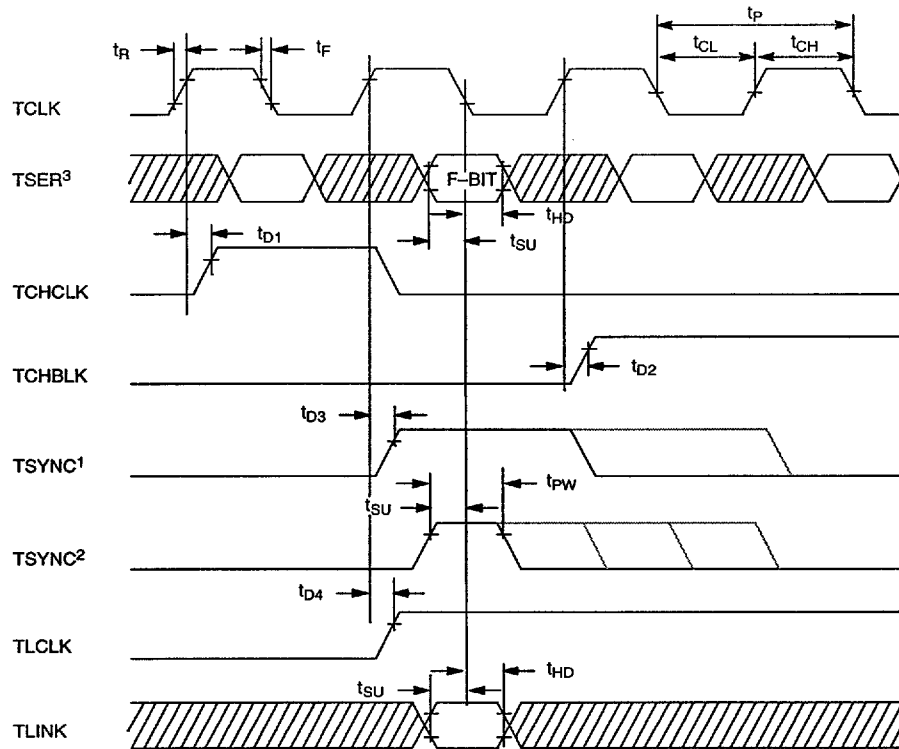 tP
tR
tF
tCL
tCH
TCLK
TSER³
F–BIT
tHD
tD1
tSU
TCHCLK
TCHBLK
tD2
tD3
TSYNC¹
tPW
tSU
TSYNC²
tD4
TLCLK
tSU
tHD
TLINK